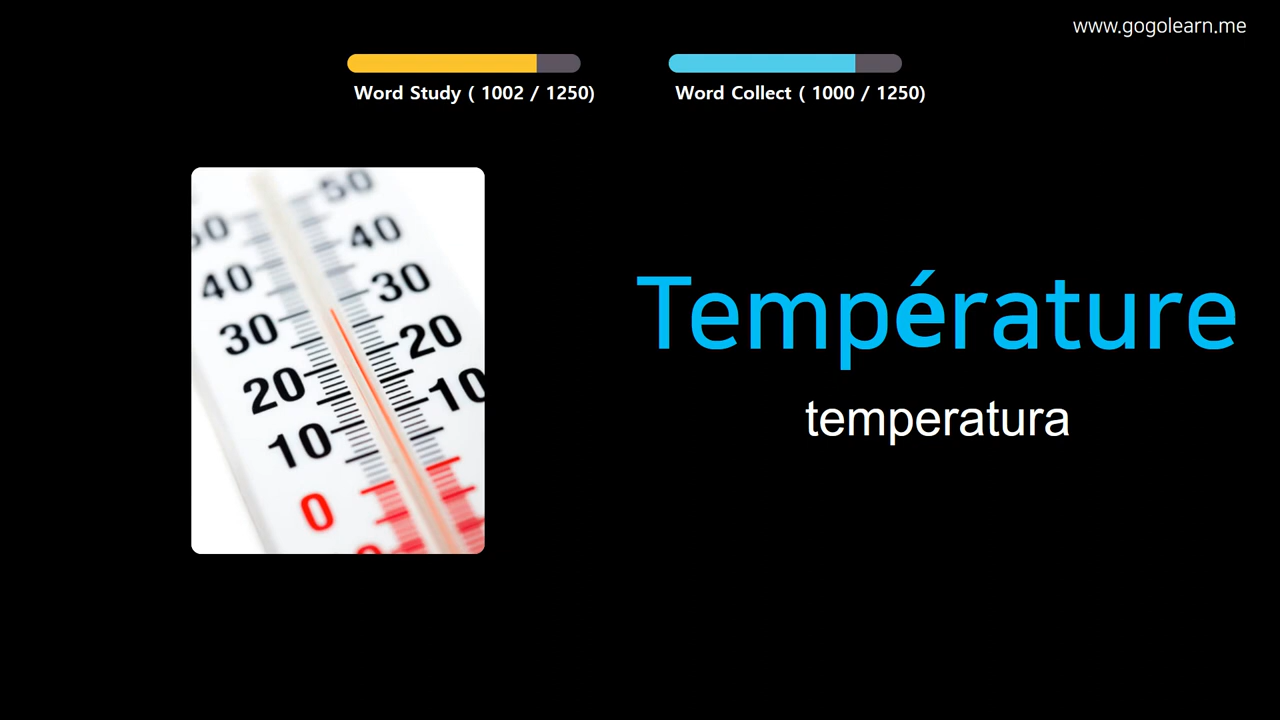 www.gogolearn.me
Word Study ( 1002 / 1250)
Word Collect ( 1000 / 1250)
50
50
40
40
30
30
20
20
10
10
0
Température
temperatura